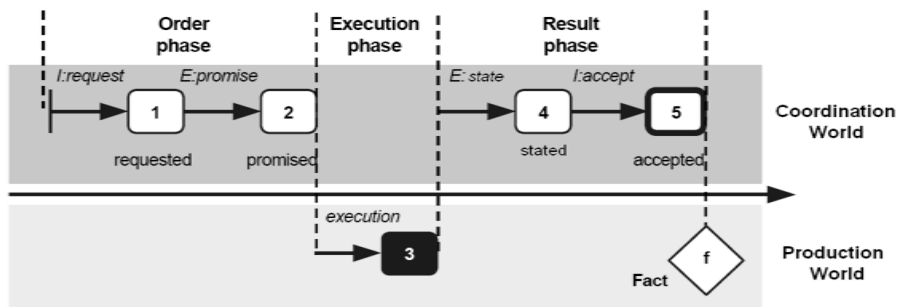 Order
phase
Execution
phase
Result
phase
I:request
E:promise
E: state
I:accept
1
2
4
5
requested
promised
stated
accepted
Coordination
World
execution
3
f
Fact
Production
World